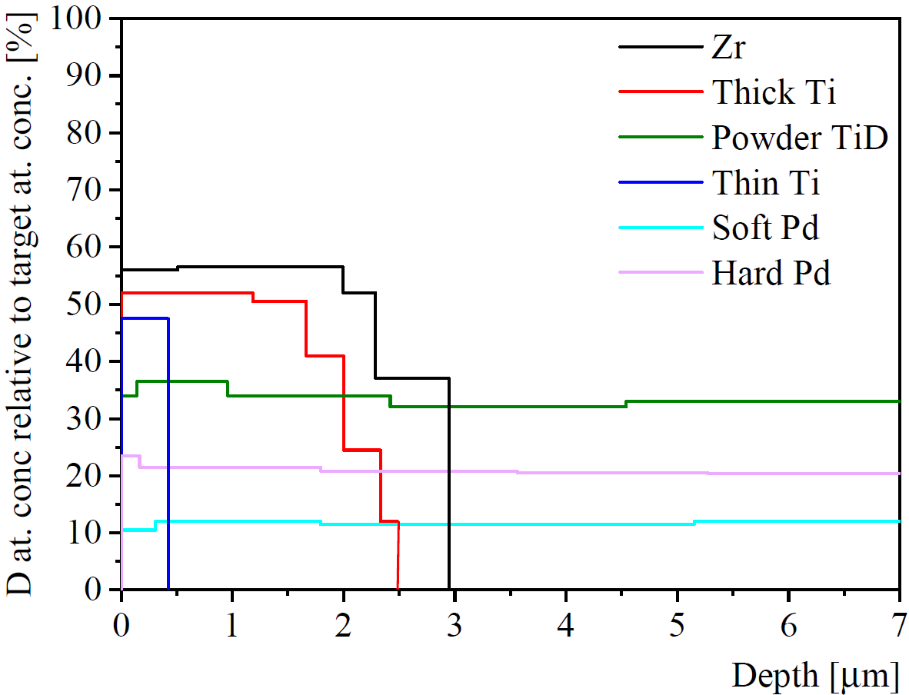 D at. conc relative to target at. conc. [%]
100
90
80
70
60
50
40
30
20
10
0
Zr
Thick Ti
Powder TiD
Thin Ti
Soft Pd
Hard Pd
0 1 2 3 4 5 6 7
Depth [μm]